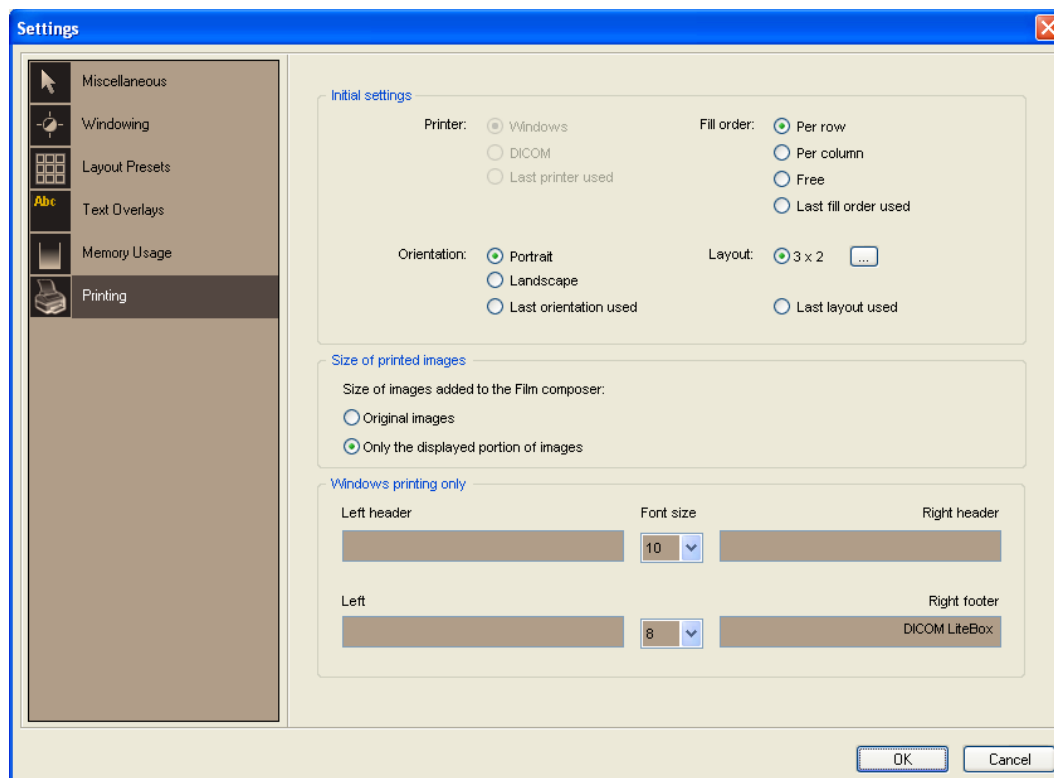 Settings
Miscellaneous
Windowing
Layout Presets
Abc
Text Overlays
Memory Usage
Printing
Initial settings
Printer:
Windows
DICOM
Last printer used
Fill order:
Per row
Per column
Free
Last fill order used
Orientation:
Portrait
Landscape
Last orientation used
Layout:
3 x 2
...
Last layout used
Size of printed images
Size of images added to the Film composer:
Original images
Only the displayed portion of images
Windows printing only
Left header
Font size
Right header
10
Left
Right footer
8
DICOM LiteBox
OK
Cancel